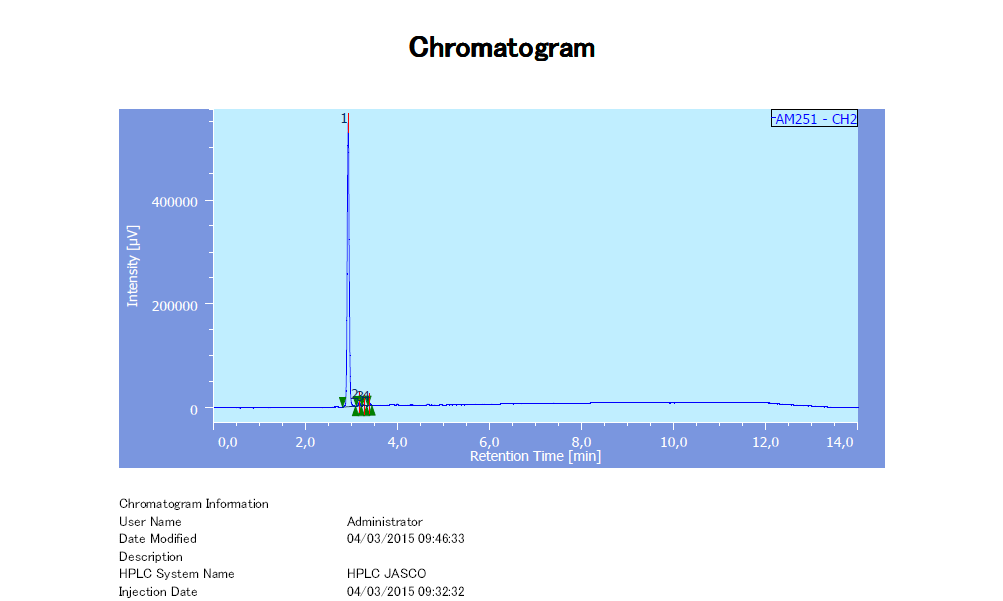 Chromatogram
1
AM251 - CH2
400000
Intensity [µV]
200000
2
0
0,0 2,0 4,0 6,0 8,0 10,0 12,0 14,0
Retention Time [min]
Chromatogram Information
User Name Administrator
Date Modified 04/03/2015 09:46:33
Description
HPLC System Name HPLC JASCO
Injection Date 04/03/2015 09:32:32